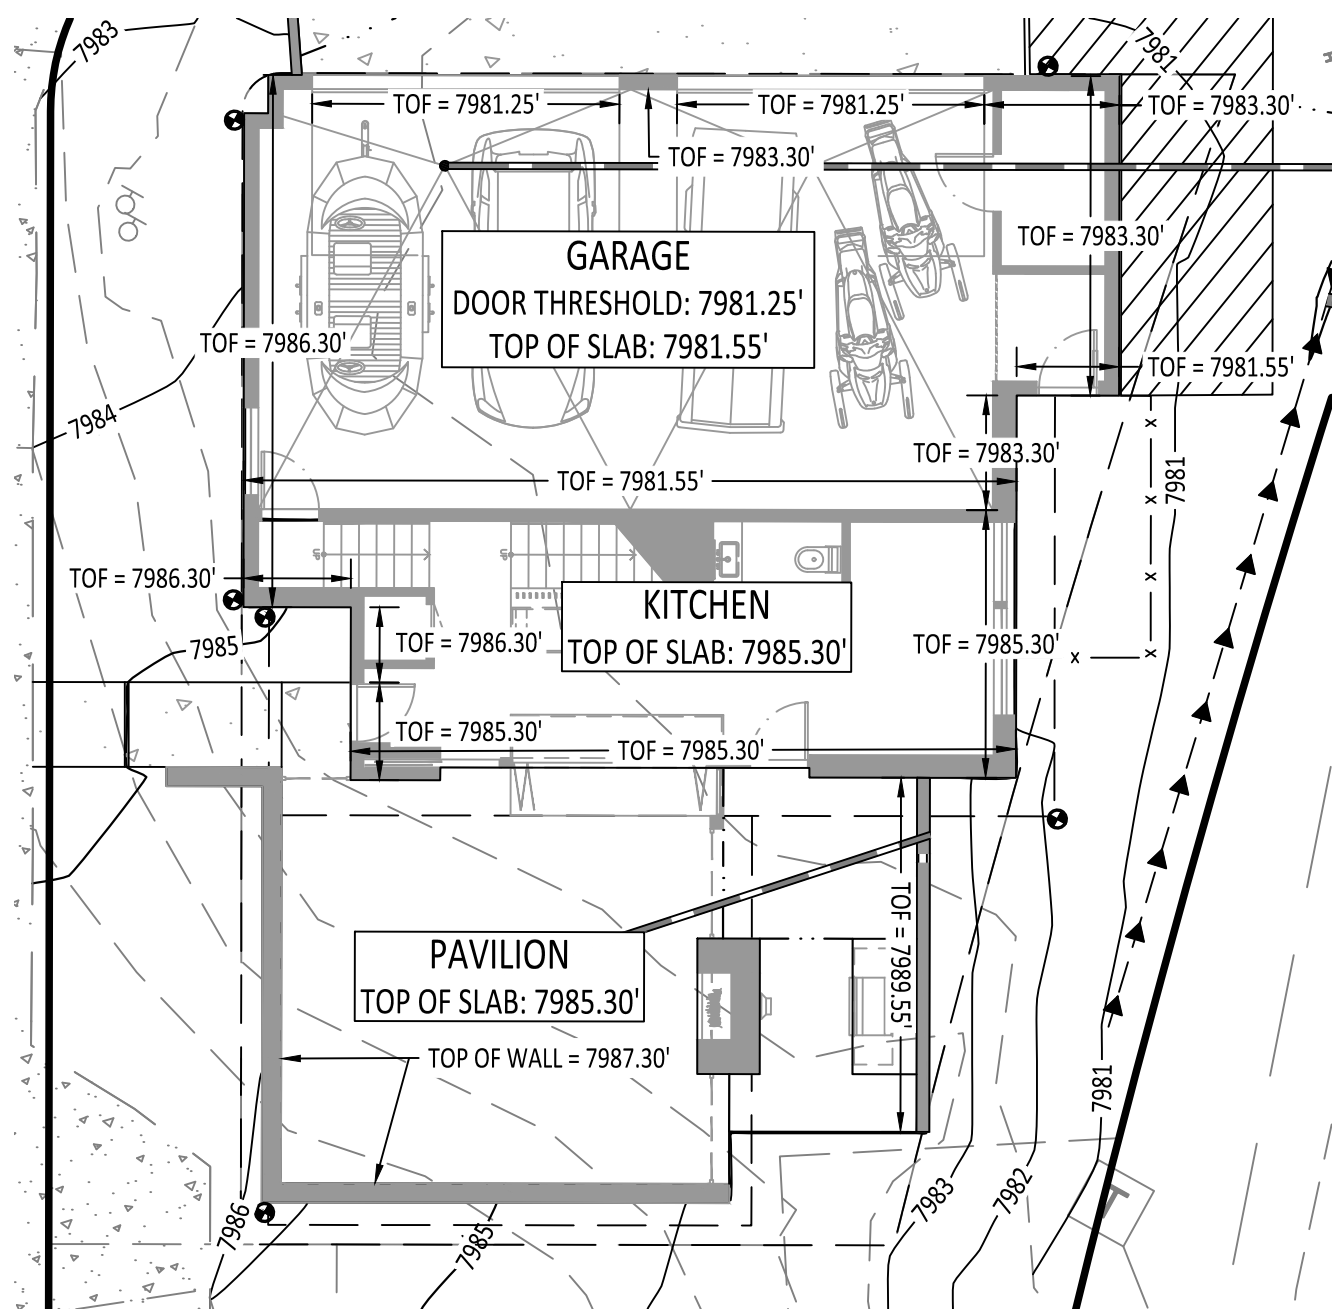 7983
7981
TOF = 7981.25'
TOF = 7981.25'
TOF = 7983.30'
TOF = 7983.30'
TOF = 7983.30'
GARAGE
DOOR THRESHOLD: 7981.25'
TOP OF SLAB: 7981.55'
TOF = 7986.30'
TOF = 7981.55'
7984
x
TOF = 7983.30'
7981
TOF = 7981.55'
x
UP
UP
TOF = 7986.30'
x
KITCHEN
TOP OF SLAB: 7985.30'
TOF = 7986.30'
TOF = 7985.30'
7985
x
x
TOF = 7985.30'
TOF = 7985.30'
TOF = 7989.55'
PAVILION
TOP OF SLAB: 7985.30'
TOP OF WALL = 7987.30'
7981
7983
7982
T
7986
7985